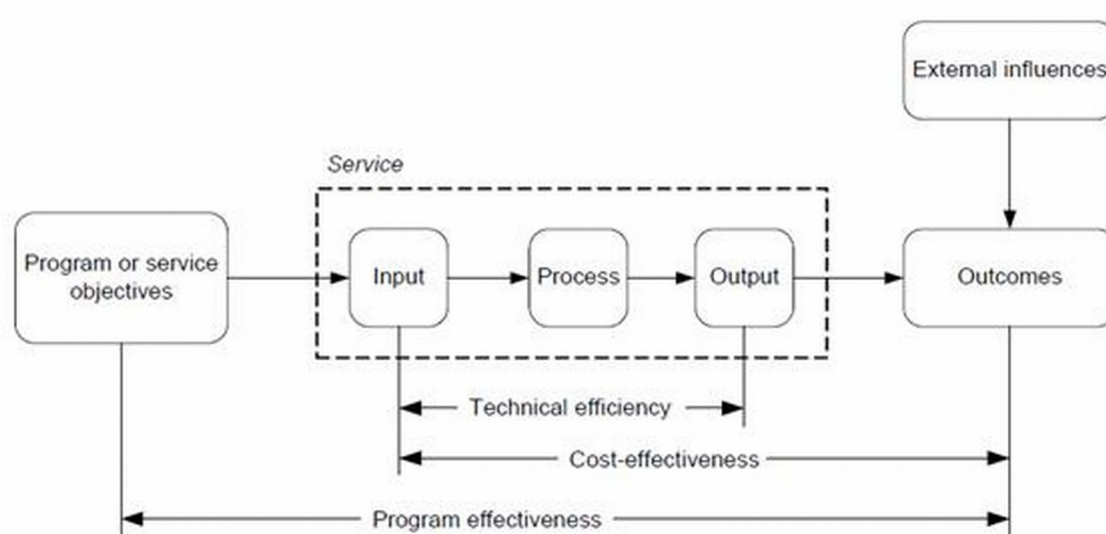 External influences
Service
Program or service
objectives
Input
Process
Output
Outcomes
Technical efficiency
Cost-effectiveness
Program effectiveness